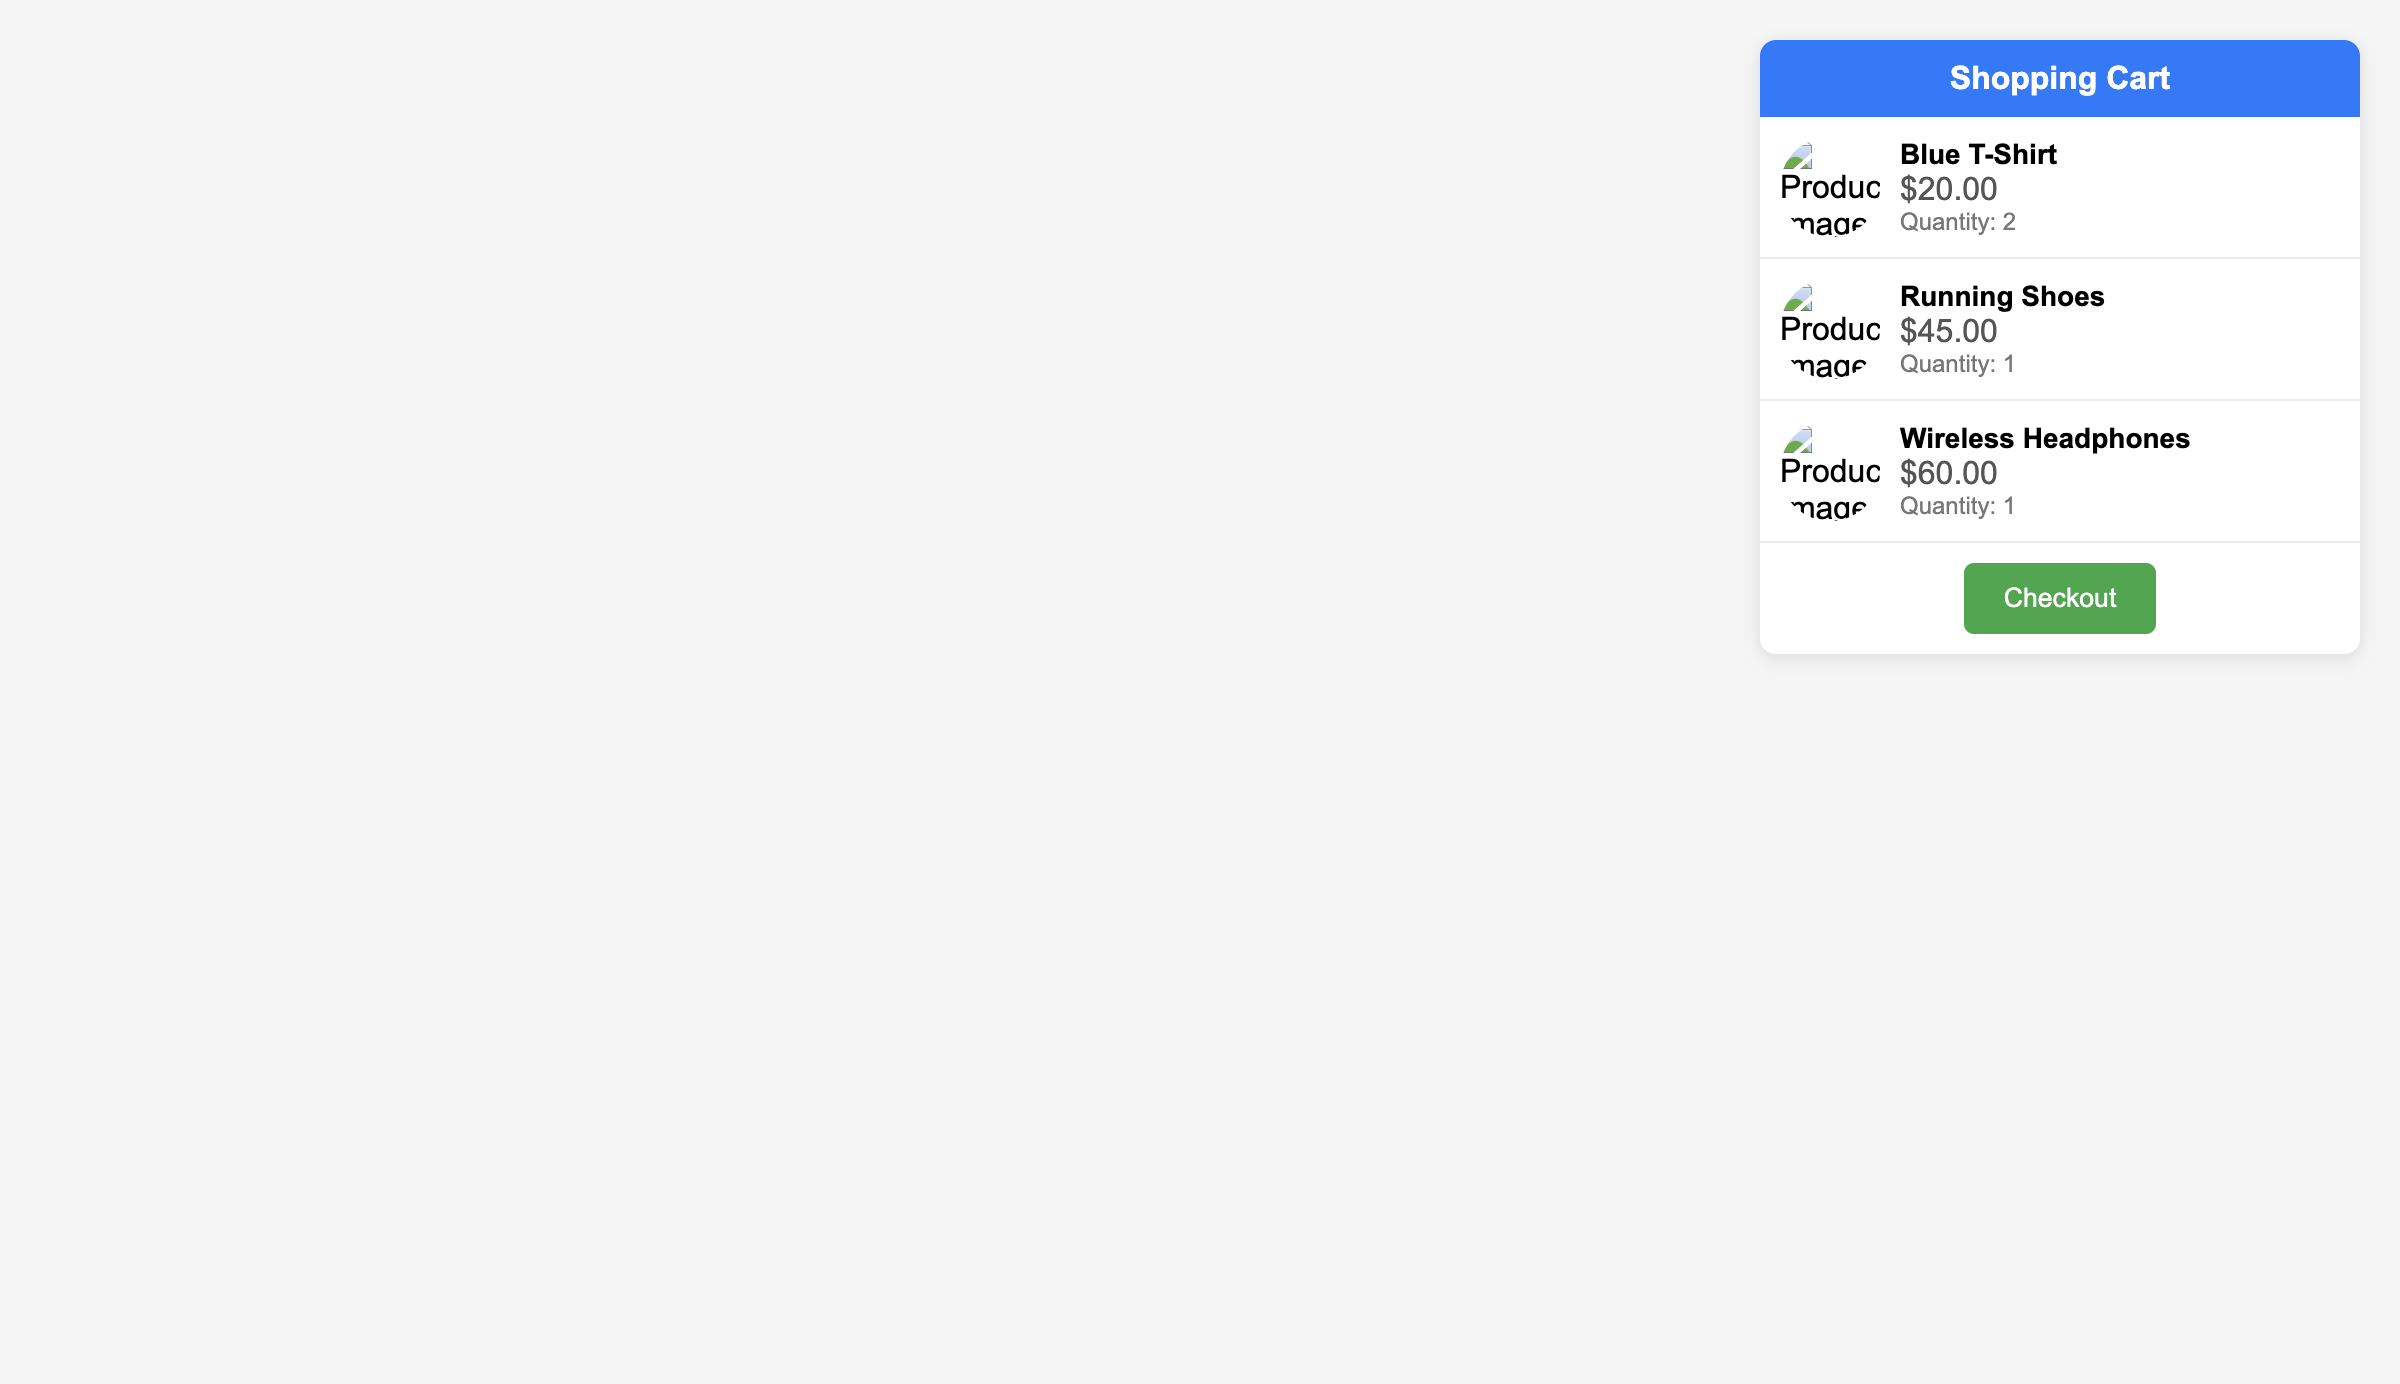 Shopping Cart
Produc
mage
Blue T-Shirt
$20.00
Quantity: 2
Produc
mage
Running Shoes
$45.00
Quantity: 1
Produc
mage
Wireless Headphones
$60.00
Quantity: 1
Checkout